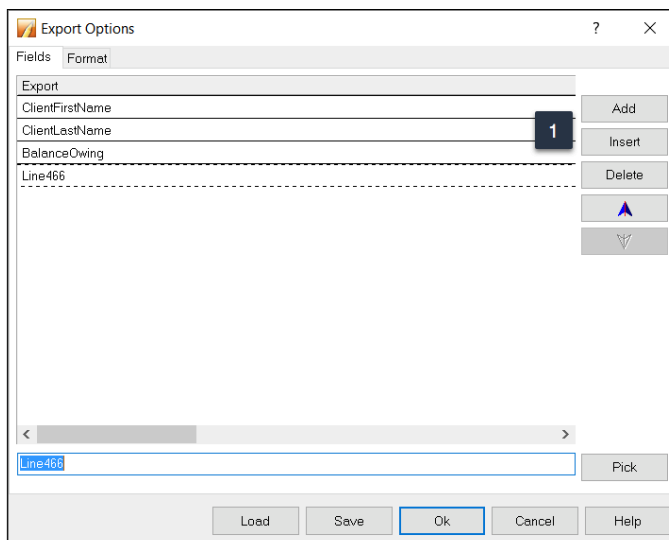 Export Options
?
Fields Format
Export
ClientFirstName
ClientLastName
BalanceOwing
Line466
1
Add
Insert
Delete
Line466
Pick
Load Save Ok Cancel Help